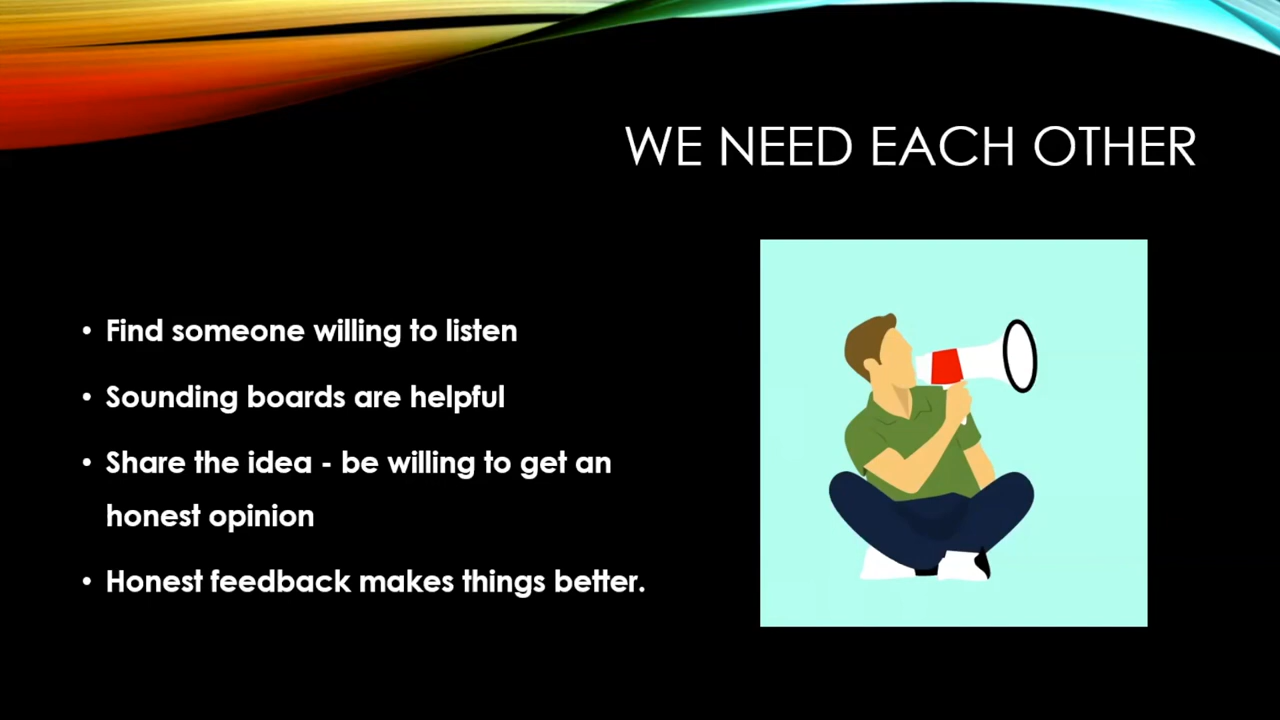 WE NEED EACH OTHER
• Find someone willing to listen
• Sounding boards are helpful
• Share the idea - be willing to get an
honest opinion
• Honest feedback makes things better.